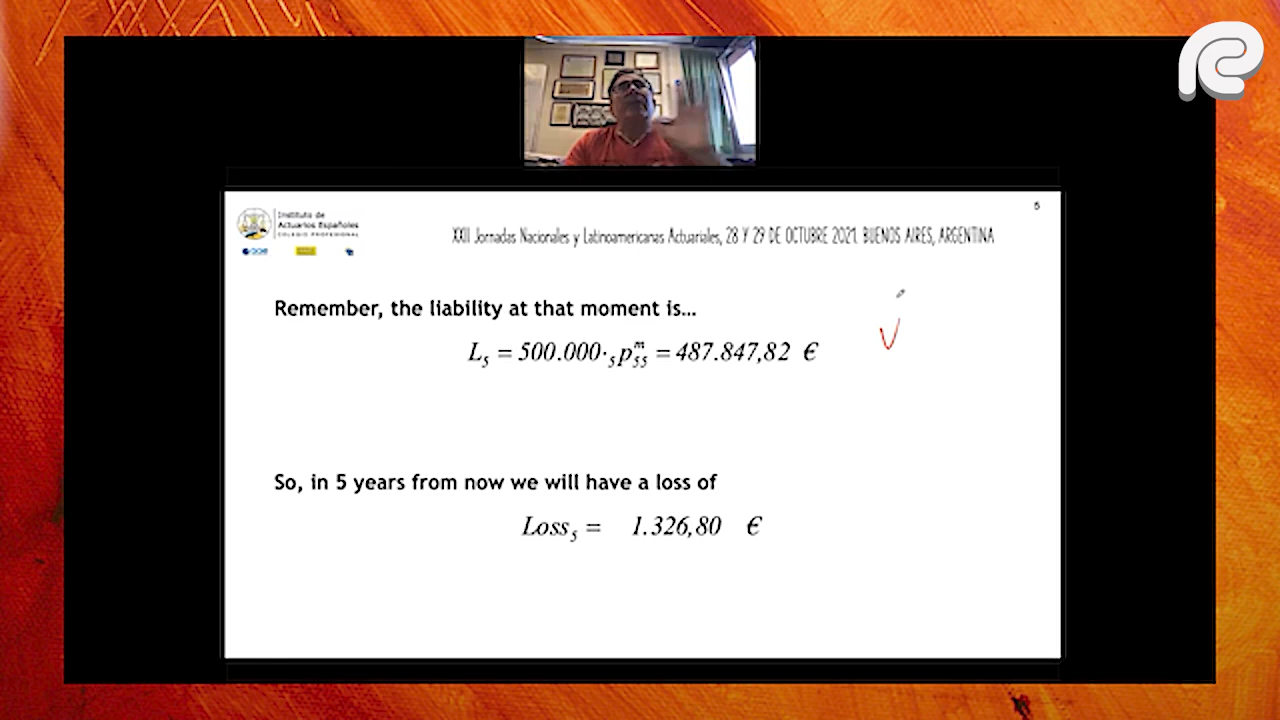 5
Instituto de
Actuarios Españoles
COLEGIO PROFESIONAL
XXII Jornadas Nacionales y Latinoamericanas Actuariales, 28 Y 29 DE OCTUBRE 2021. BUENOS AIRES, ARGENTINA
Remember, the liability at that moment is...
L₅ = 500.000·₅p₅₅ᵐ = 487.847,82 €
So, in 5 years from now we will have a loss of
Loss₅ = 1.326,80 €